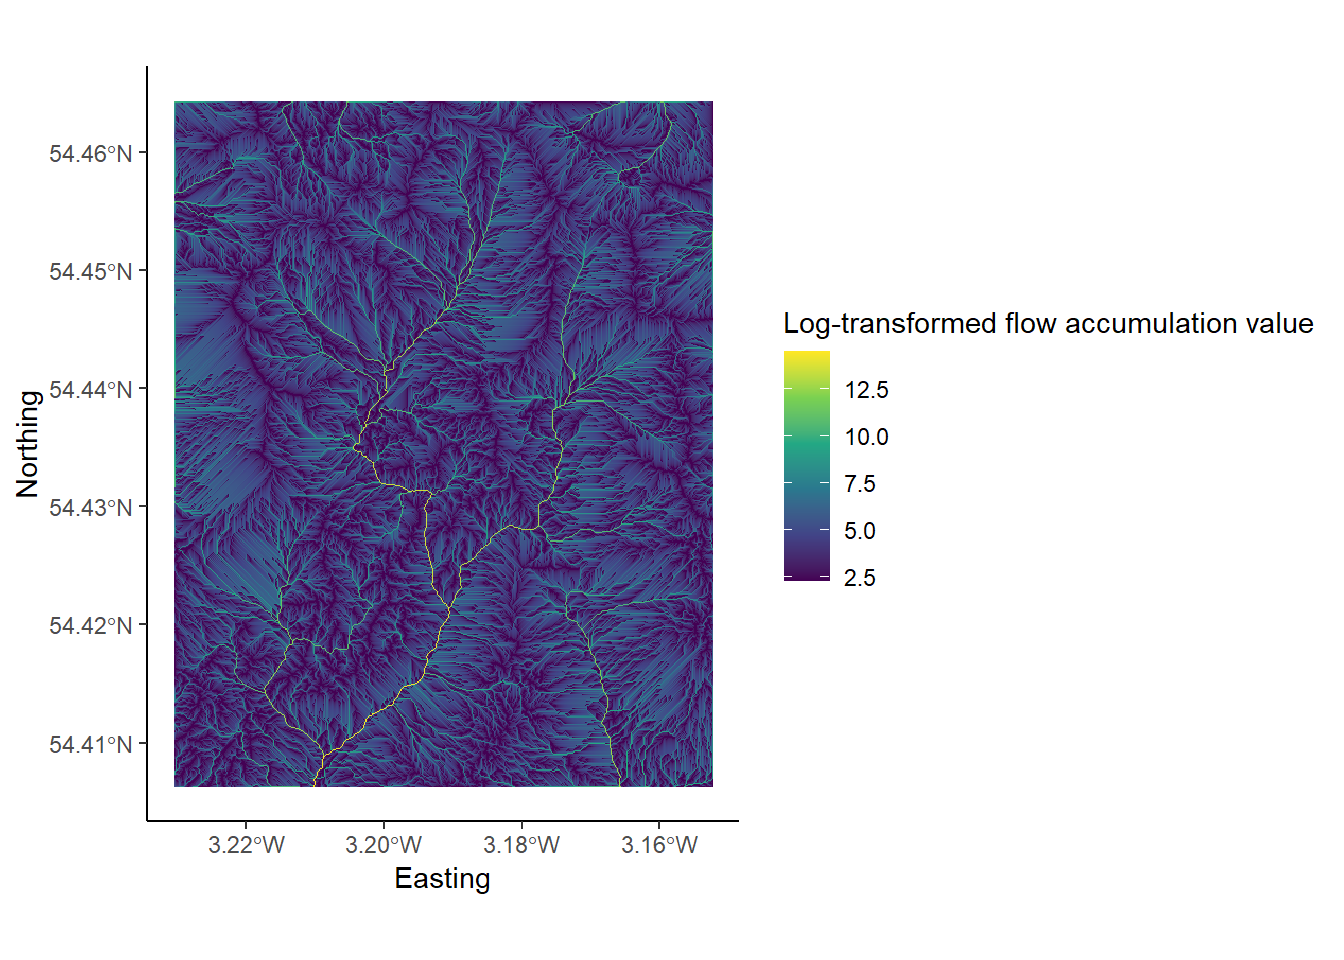 54.46°N
54.45°N
54.44°N
54.43°N
54.42°N
54.41°N
Northing
3.22°W
3.20°W
3.18°W
3.16°W
Easting
Log-transformed flow accumulation value
12.5
10.0
7.5
5.0
2.5